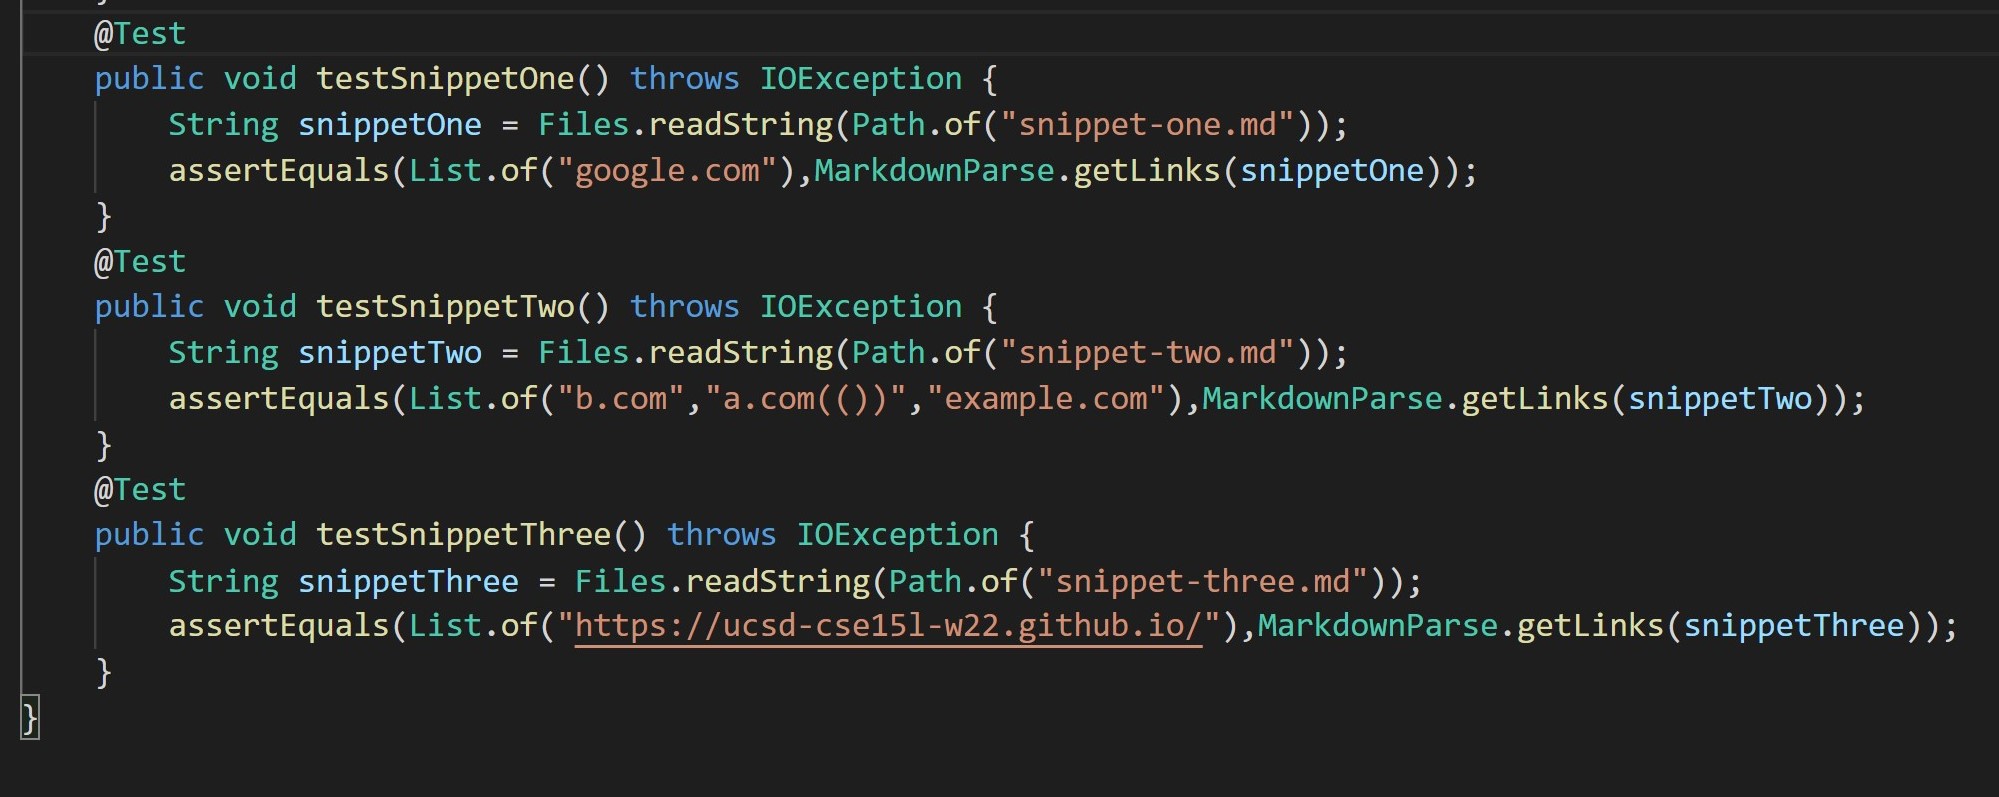 @Test
public void testSnippetOne() throws IOException {
String snippetOne = Files.readString(Path.of("snippet-one.md"));
assertEquals(List.of("google.com"),MarkdownParse.getLinks(snippetOne));
}
@Test
public void testSnippetTwo() throws IOException {
String snippetTwo = Files.readString(Path.of("snippet-two.md"));
assertEquals(List.of("b.com","a.com(())","example.com"),MarkdownParse.getLinks(snippetTwo));
}
@Test
public void testSnippetThree() throws IOException {
String snippetThree = Files.readString(Path.of("snippet-three.md"));
assertEquals(List.of("https://ucsd-cse15l-w22.github.io/"),MarkdownParse.getLinks(snippetThree));
}
}